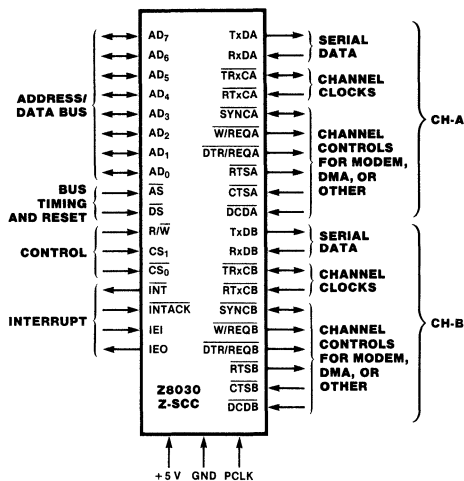 ADDRESS/
DATA BUS
BUS
TIMING
AND RESET
CONTROL
INTERRUPT
AD7
AD6
AD5
AD4
AD3
AD2
AD1
AD0
AS
DS
R/W
CS1
CS0
INT
INTACK
IEI
IEO
TxDA
RxDA
TRxCA
RTxCA
SYNCA
W/REQA
DTR/REQA
RTSA
CTSA
DCDA
TxDB
RxDB
TRxCB
RTxCB
SYNCB
W/REQB
DTR/REQB
RTSB
CTSB
DCDB
Z8030
Z-SCC
SERIAL
DATA
CHANNEL
CLOCKS
CHANNEL
CONTROLS
FOR MODEM,
DMA, OR
OTHER
CH-A
SERIAL
DATA
CHANNEL
CLOCKS
CHANNEL
CONTROLS
FOR MODEM,
DMA, OR
OTHER
CH-B
+5 V GND PCLK